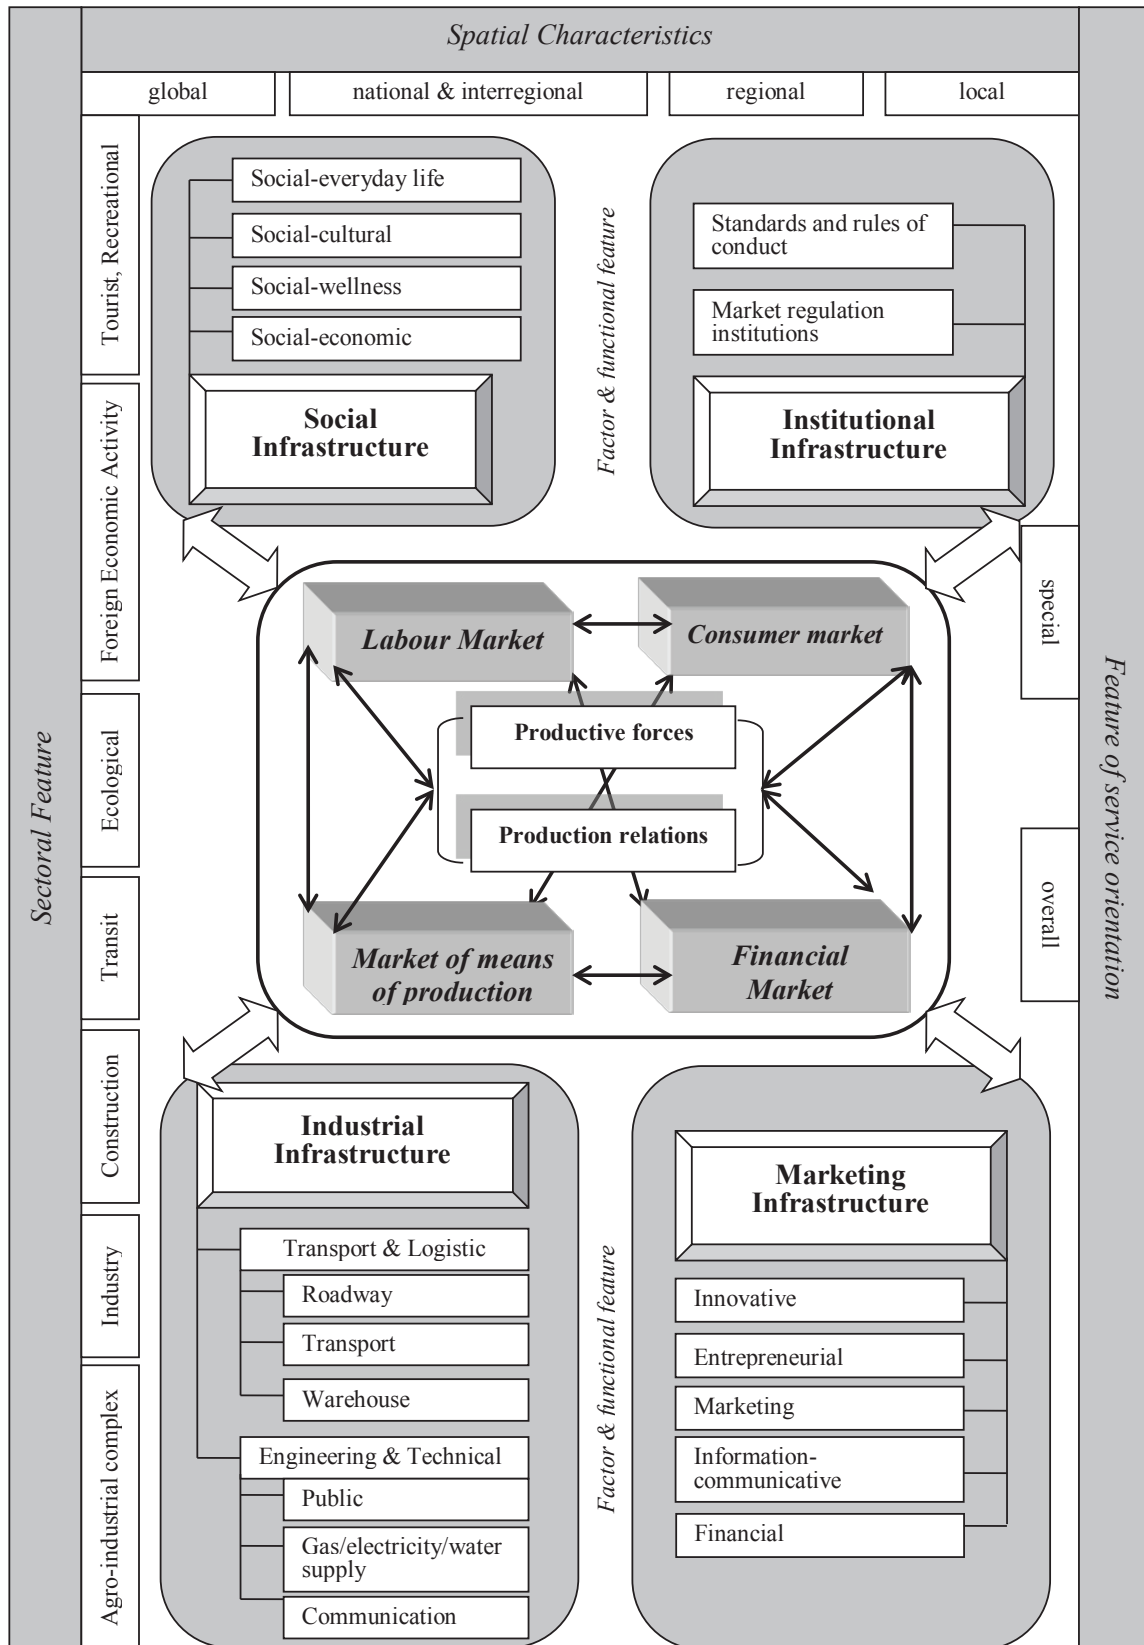 Spatial Characteristics
global
national & interregional
regional
local
Sectoral Feature
Tourist, Recreational
Foreign Economic Activity
Ecological
Transit
Construction
Industry
Agro-industrial complex
Social-everyday life
Social-cultural
Social-wellness
Social-economic
Social
Infrastructure
Factor & functional feature
Standards and rules of
conduct
Market regulation
institutions
Institutional
Infrastructure
Feature of service orientation
special
overall
Labour Market
Consumer market
Productive forces
Production relations
Market of means
of production
Financial
Market
Industrial
Infrastructure
Transport & Logistic
Roadway
Transport
Warehouse
Engineering & Technical
Public
Gas/electricity/water
supply
Communication
Factor & functional feature
Marketing
Infrastructure
Innovative
Entrepreneurial
Marketing
Information-
communicative
Financial